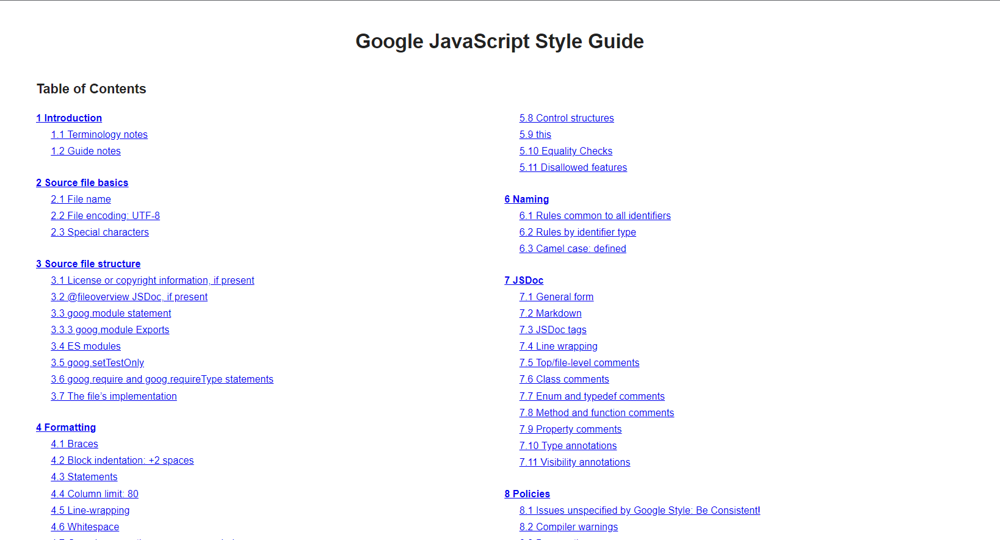 Google JavaScript Style Guide
Table of Contents
1 Introduction
1.1 Terminology notes
1.2 Guide notes
2 Source file basics
2.1 File name
2.2 File encoding: UTF-8
2.3 Special characters
3 Source file structure
3.1 License or copyright information, if present
3.2 @fileoverview JSDoc, if present
3.3 goog.module statement
3.3.3 goog.module Exports
3.4 ES modules
3.5 goog.setTestOnly
3.6 goog.require and goog.requireType statements
3.7 The file’s implementation
4 Formatting
4.1 Braces
4.2 Block indentation: +2 spaces
4.3 Statements
4.4 Column limit: 80
4.5 Line-wrapping
4.6 Whitespace
5.8 Control structures
5.9 this
5.10 Equality Checks
5.11 Disallowed features
6 Naming
6.1 Rules common to all identifiers
6.2 Rules by identifier type
6.3 Camel case: defined
7 JSDoc
7.1 General form
7.2 Markdown
7.3 JSDoc tags
7.4 Line wrapping
7.5 Top/file-level comments
7.6 Class comments
7.7 Enum and typedef comments
7.8 Method and function comments
7.9 Property comments
7.10 Type annotations
7.11 Visibility annotations
8 Policies
8.1 Issues unspecified by Google Style: Be Consistent!
8.2 Compiler warnings